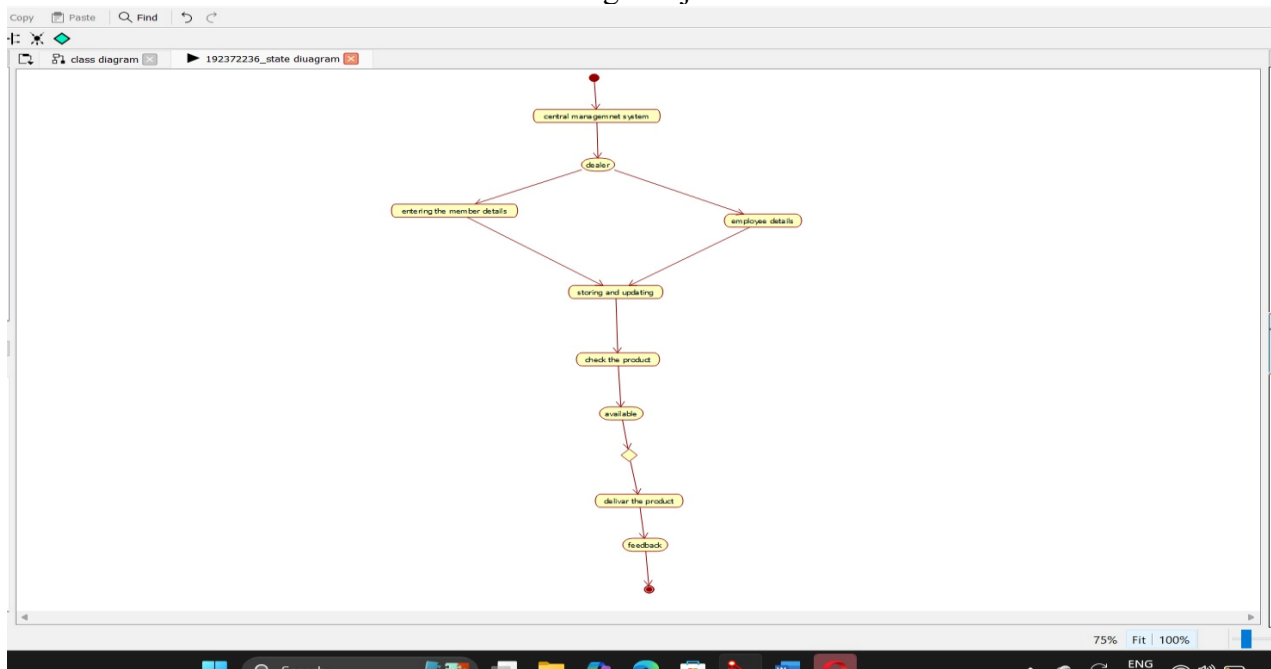 Copy Paste Find
class diagram 192372236_state diuagram
central managemnet system
dealer
entering the member details
employee details
storing and updating
check the product
available
deliver the product
feedback
75% Fit 100%
ENG